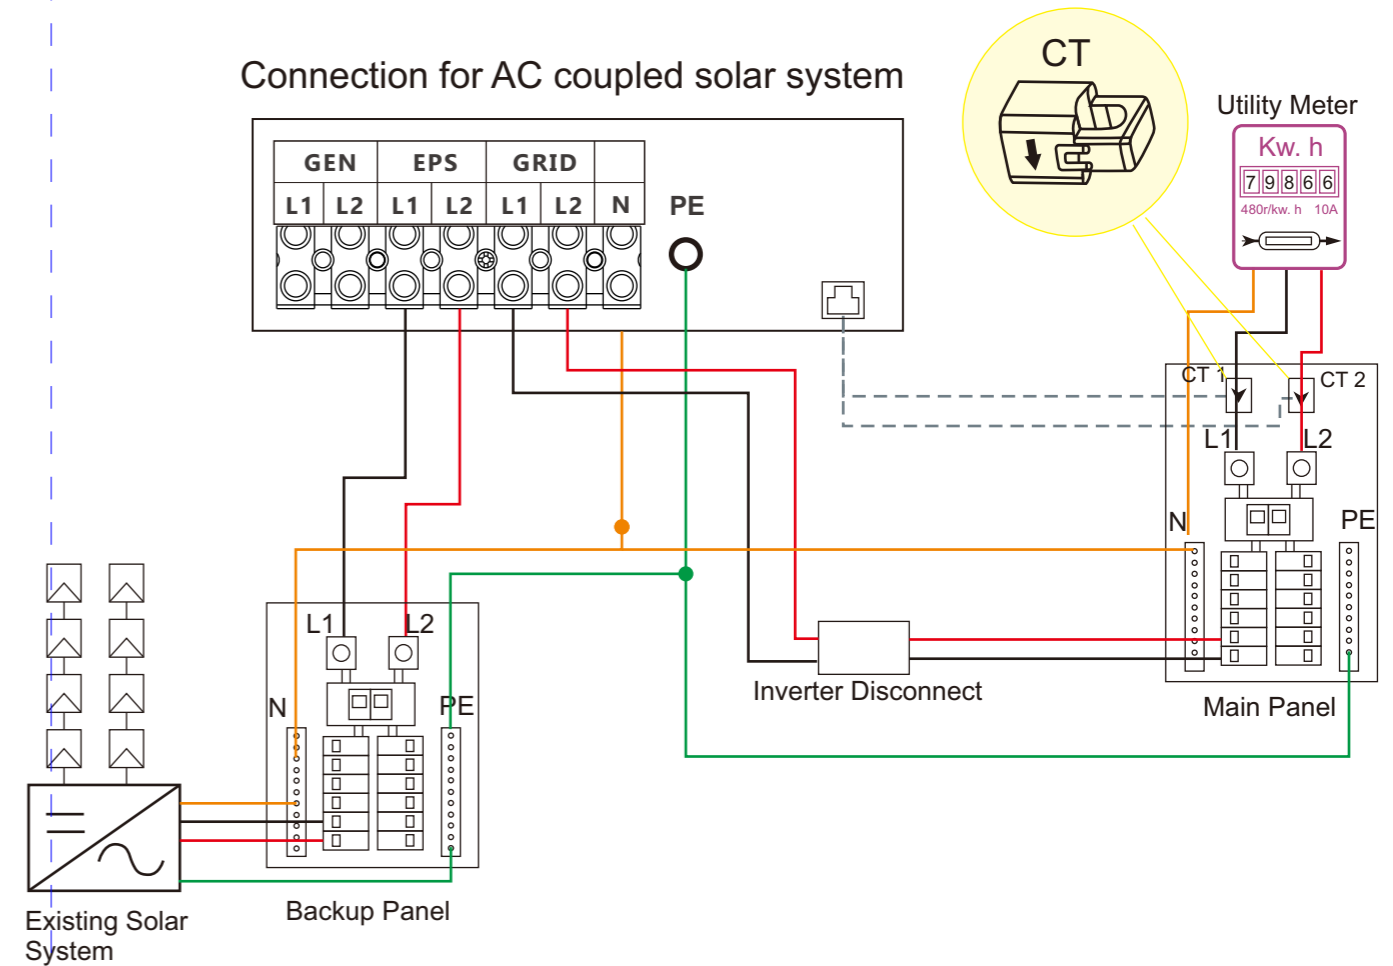 Connection for AC coupled solar system
CT
Utility Meter
Kw. h
79866
480r/kw. h 10A
GEN EPS GRID
L1 L2 L1 L2 L1 L2 N PE
CT 1 CT 2
L1 L2
N PE
L1 L2
N PE
Inverter Disconnect
Main Panel
Backup Panel
Existing Solar
System